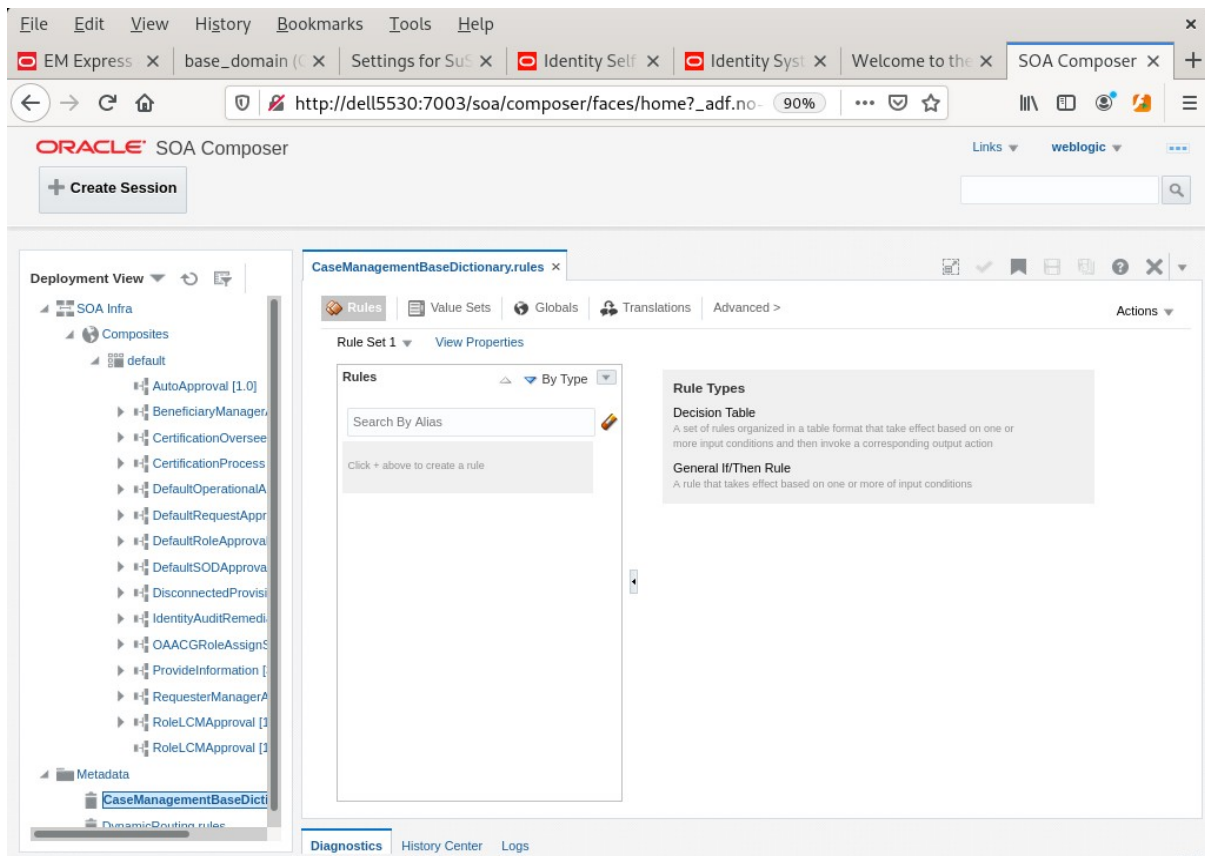 File Edit View History Bookmarks Tools Help
EM Express base_domain ( Settings for SuS Identity Self Identity Syst Welcome to the SOA Composer
http://dell5530:7003/soa/composer/faces/home?_adf.no- 90%
ORACLE SOA Composer Links weblogic
Create Session
Deployment View
SOA Infra
Composites
default
AutoApproval [1.0]
BeneficiaryManager
CertificationOversee
CertificationProcess
DefaultOperationalA
DefaultRequestAppr
DefaultRoleApprova
DefaultSODApprova
DisconnectedProvisi
IdentityAuditRemedi
OAACGRoleAssignS
ProvideInformation [
RequesterManagerA
RoleLCMApproval [1
RoleLCMApproval [1
Metadata
CaseManagementBaseDicti
DynamicRouting.rules
CaseManagementBaseDictionary.rules
Rules Value Sets Globals Translations Advanced > Actions
Rule Set 1 View Properties
Rules By Type
Search By Alias
Click + above to create a rule
Rule Types
Decision Table
A set of rules organized in a table format that take effect based on one or
more input conditions and then invoke a corresponding output action
General If/Then Rule
A rule that takes effect based on one or more of input conditions
Diagnostics History Center Logs